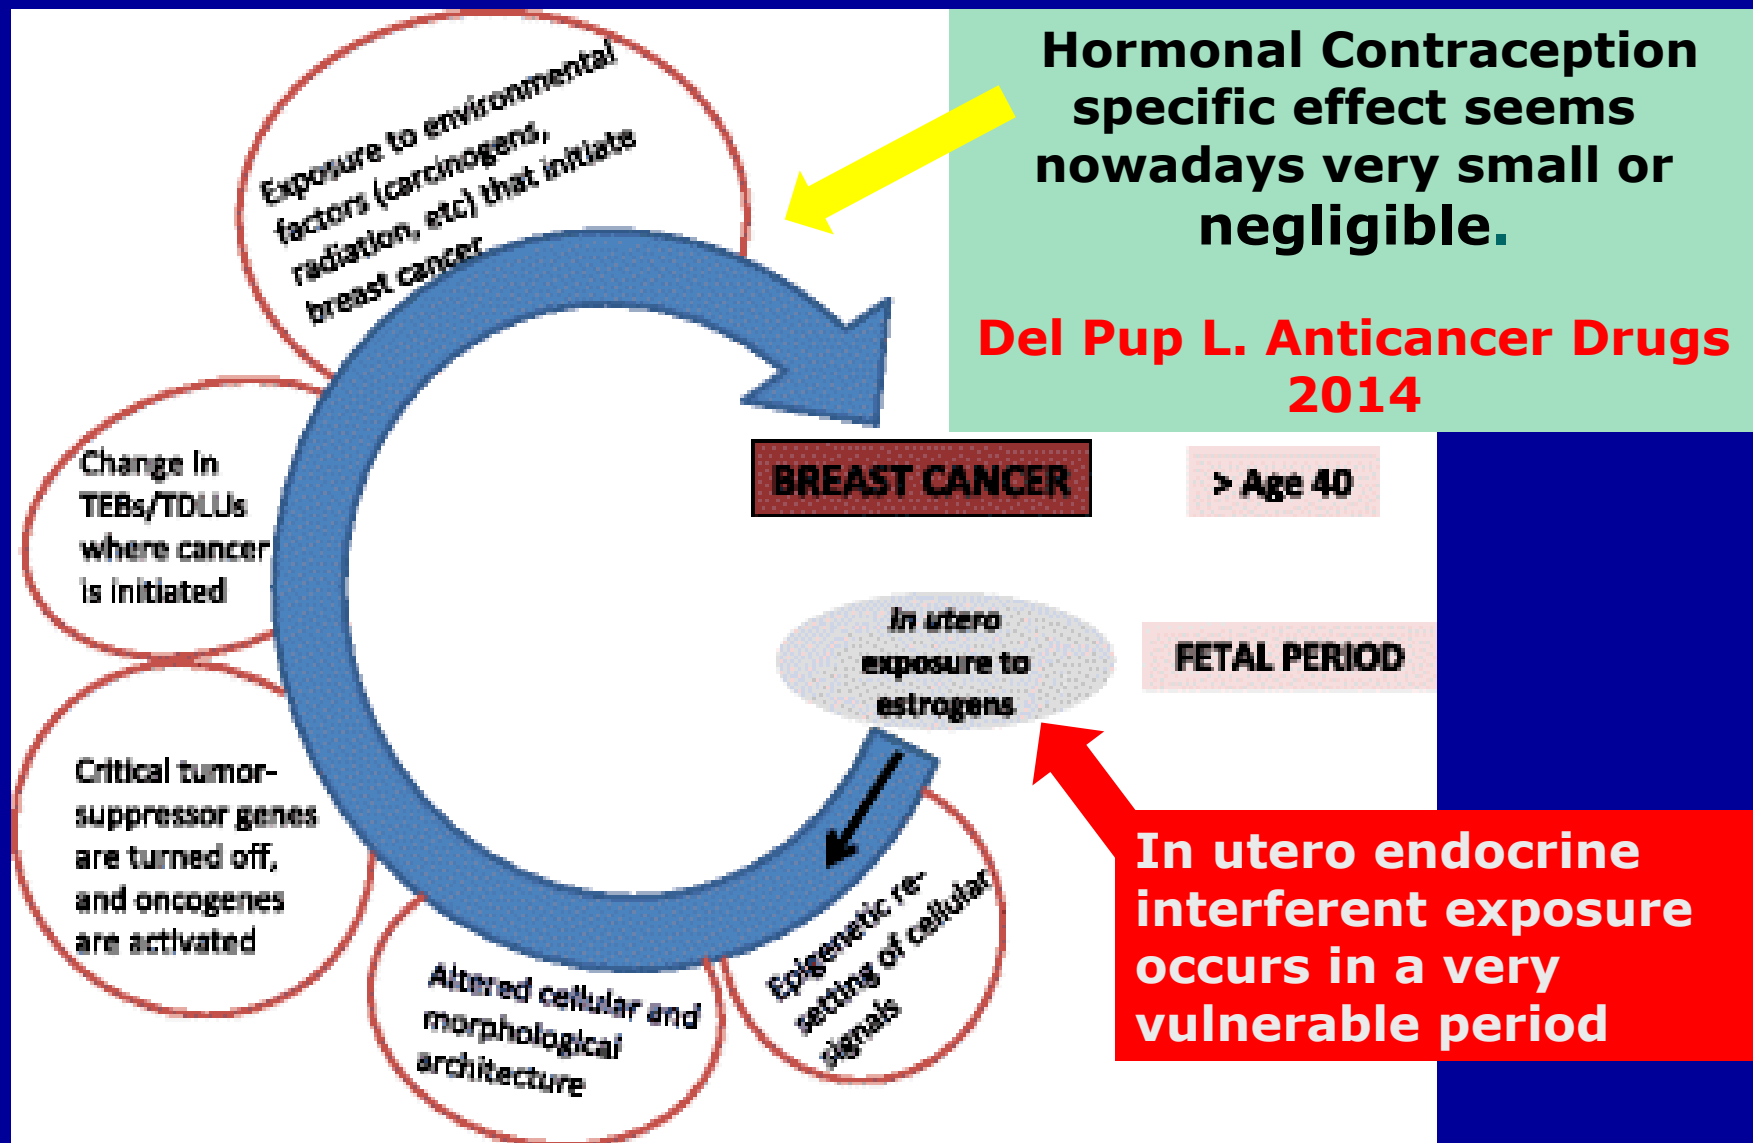 Hormonal Contraception
specific effect seems
nowadays very small or
negligible.
Del Pup L. Anticancer Drugs
2014
Exposure to environmental
factors (carcinogens,
radiation, etc) that initiate
breast cancer
Change in
TEBs/TDLUs
where cancer
is initiated
BREAST CANCER
> Age 40
In utero
exposure to
estrogens
FETAL PERIOD
Critical tumor-
suppressor genes
are turned off,
and oncogenes
are activated
Altered cellular and
morphological
architecture
Epigenetic re-
setting of cellular
signals
In utero endocrine
interferent exposure
occurs in a very
vulnerable period